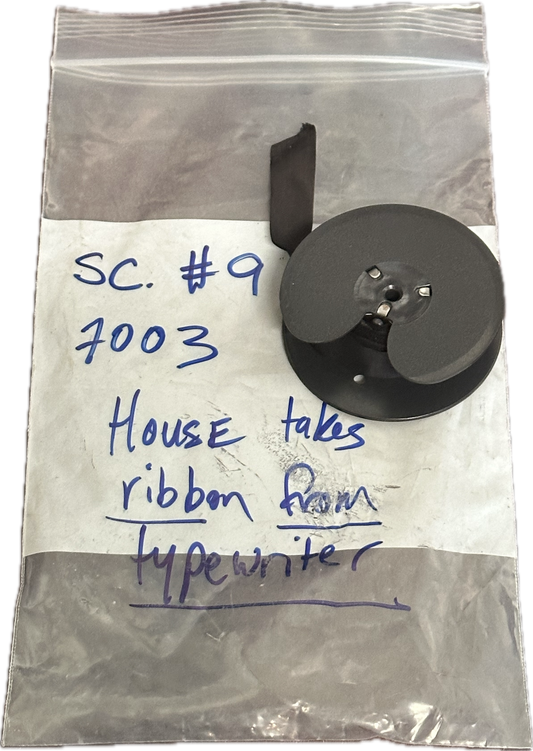 SC. #9
7003
HOUSE takes
ribbon from
typewriter